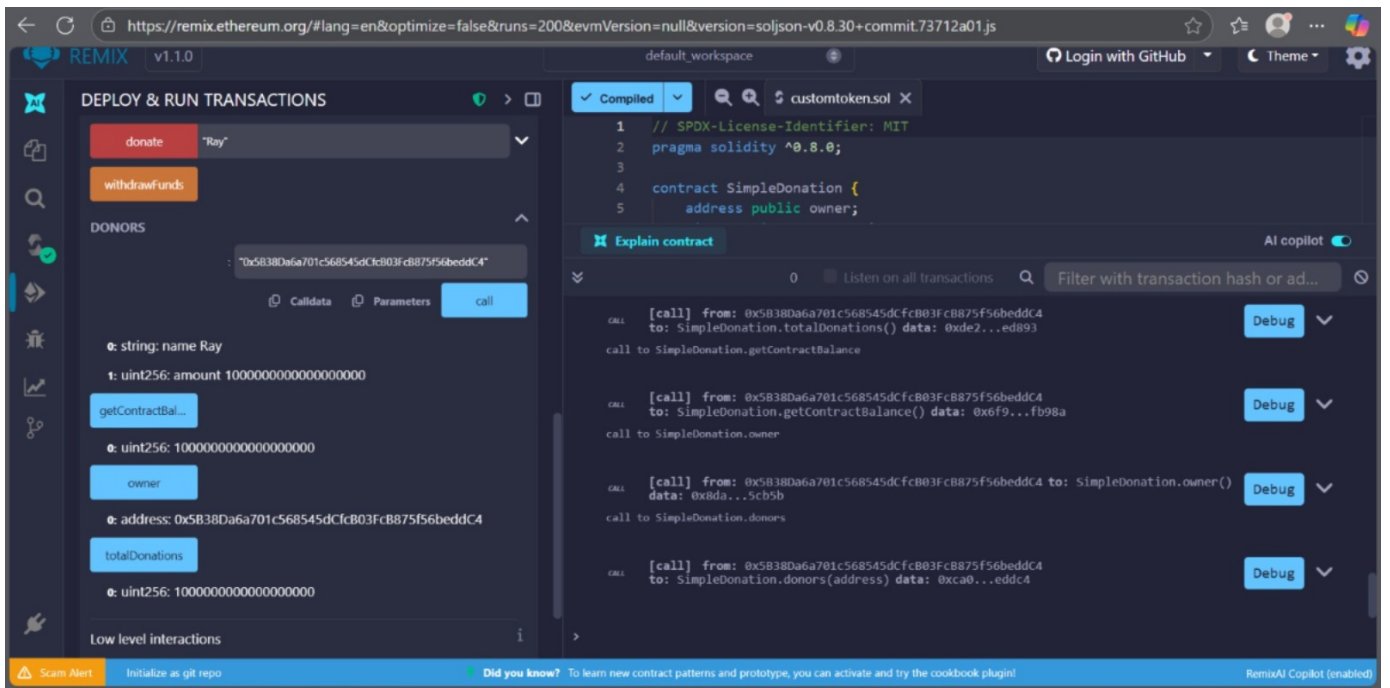 https://remix.ethereum.org/#lang=en&optimize=false&runs=200&evmVersion=null&version=soljson-v0.8.30+commit.73712a01.js
REMIX v1.1.0
default_workspace
Login with GitHub
Theme
AI
DEPLOY & RUN TRANSACTIONS
donate "Ray"
withdrawFunds
DONORS
: "0x5B38Da6a701c568545dCfcB03FcB875f56beddC4"
Calldata Parameters call
0: string: name Ray
1: uint256: amount 1000000000000000000
getContractBal...
0: uint256: 1000000000000000000
owner
0: address: 0x5B38Da6a701c568545dCfcB03FcB875f56beddC4
totalDonations
0: uint256: 1000000000000000000
Low level interactions i
Compiled
customtoken.sol
1 // SPDX-License-Identifier: MIT
2 pragma solidity ^0.8.0;
3
4 contract SimpleDonation {
5 address public owner;
Explain contract
AI copilot
0 Listen on all transactions Filter with transaction hash or ad...
CALL [call] from: 0x5B38Da6a701c568545dCfcB03FcB875f56beddC4
to: SimpleDonation.totalDonations() data: 0xde2...ed893
Debug
call to SimpleDonation.getContractBalance
CALL [call] from: 0x5B38Da6a701c568545dCfcB03FcB875f56beddC4
to: SimpleDonation.getContractBalance() data: 0x6f9...fb98a
Debug
call to SimpleDonation.owner
CALL [call] from: 0x5B38Da6a701c568545dCfcB03FcB875f56beddC4 to: SimpleDonation.owner()
data: 0x8da...5cb5b
Debug
call to SimpleDonation.donors
CALL [call] from: 0x5B38Da6a701c568545dCfcB03FcB875f56beddC4
to: SimpleDonation.donors(address) data: 0xca0...eddc4
Debug
>
Scam Alert
Initialize as git repo
Did you know? To learn new contract patterns and prototype, you can activate and try the cookbook plugin!
RemixAI Copilot (enabled)